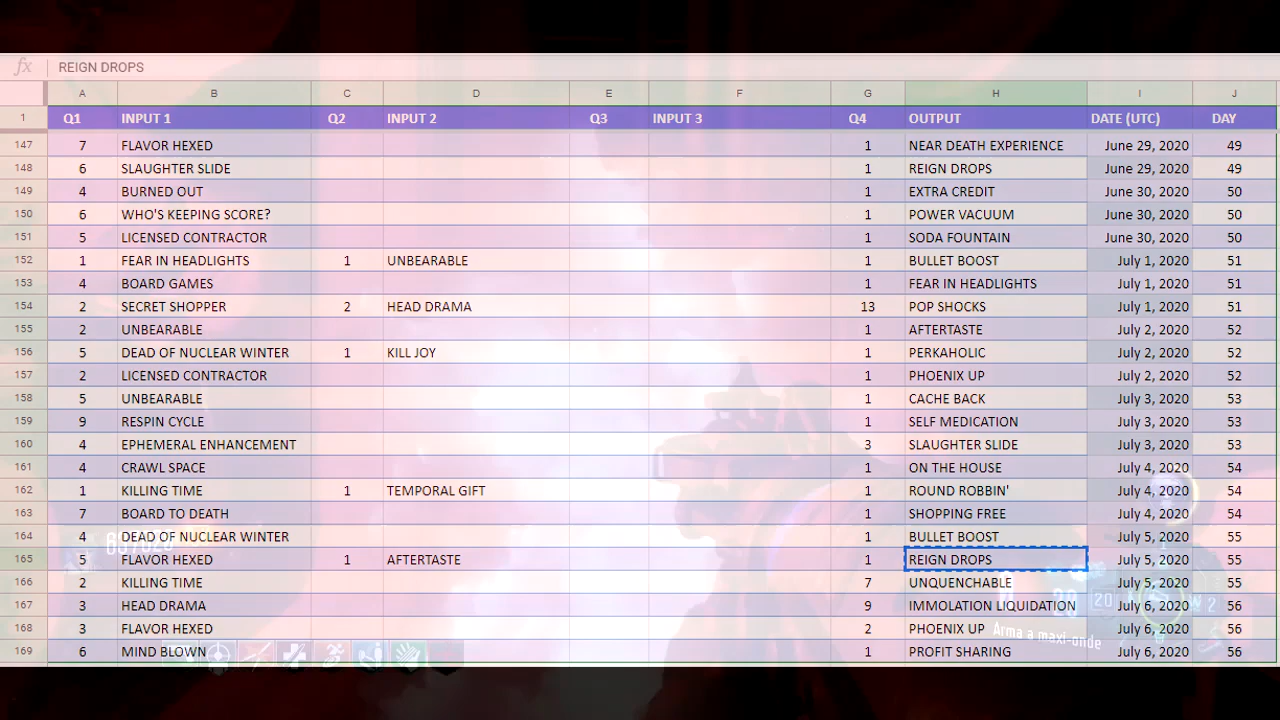 fx REIGN DROPS
A B C D E F G H I J
1 Q1 INPUT 1 Q2 INPUT 2 Q3 INPUT 3 Q4 OUTPUT DATE (UTC) DAY
147 7 FLAVOR HEXED 1 NEAR DEATH EXPERIENCE June 29, 2020 49
148 6 SLAUGHTER SLIDE 1 REIGN DROPS June 29, 2020 49
149 4 BURNED OUT 1 EXTRA CREDIT June 30, 2020 50
150 6 WHO'S KEEPING SCORE? 1 POWER VACUUM June 30, 2020 50
151 5 LICENSED CONTRACTOR 1 SODA FOUNTAIN June 30, 2020 50
152 1 FEAR IN HEADLIGHTS 1 UNBEARABLE 1 BULLET BOOST July 1, 2020 51
153 4 BOARD GAMES 1 FEAR IN HEADLIGHTS July 1, 2020 51
154 2 SECRET SHOPPER 2 HEAD DRAMA 13 POP SHOCKS July 1, 2020 51
155 2 UNBEARABLE 1 AFTERTASTE July 2, 2020 52
156 5 DEAD OF NUCLEAR WINTER 1 KILL JOY 1 PERKAHOLIC July 2, 2020 52
157 2 LICENSED CONTRACTOR 1 PHOENIX UP July 2, 2020 52
158 5 UNBEARABLE 1 CACHE BACK July 3, 2020 53
159 9 RESPIN CYCLE 1 SELF MEDICATION July 3, 2020 53
160 4 EPHEMERAL ENHANCEMENT 3 SLAUGHTER SLIDE July 3, 2020 53
161 4 CRAWL SPACE 1 ON THE HOUSE July 4, 2020 54
162 1 KILLING TIME 1 TEMPORAL GIFT 1 ROUND ROBBIN' July 4, 2020 54
163 7 BOARD TO DEATH 1 SHOPPING FREE July 4, 2020 54
164 4 DEAD OF NUCLEAR WINTER 1 BULLET BOOST July 5, 2020 55
165 5 FLAVOR HEXED 1 AFTERTASTE 1 REIGN DROPS July 5, 2020 55
166 2 KILLING TIME 7 UNQUENCHABLE July 5, 2020 55
167 3 HEAD DRAMA 9 IMMOLATION LIQUIDATION July 6, 2020 56
168 3 FLAVOR HEXED 2 PHOENIX UP July 6, 2020 56
169 6 MIND BLOWN 1 PROFIT SHARING July 6, 2020 56
20
Arma a maxi-onde